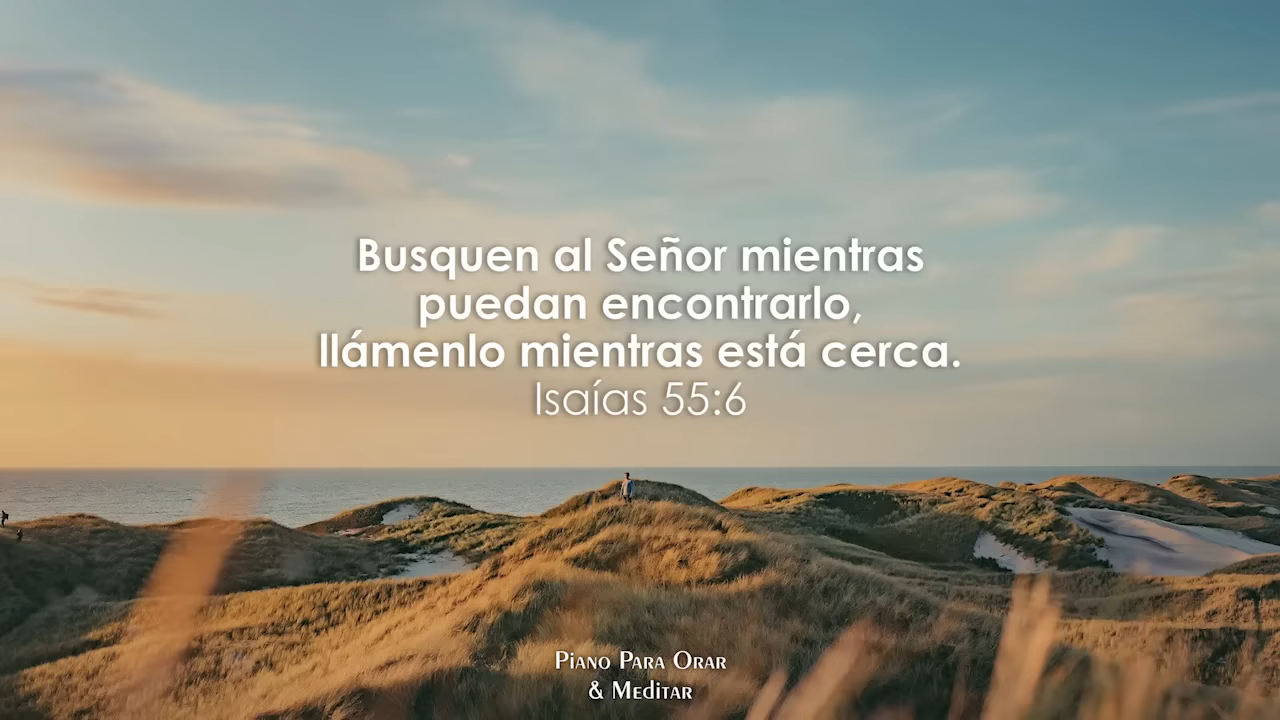 Busquen al Señor mientras
puedan encontrarlo,
llámenlo mientras está cerca.
Isaías 55:6
Piano Para Orar
& Meditar